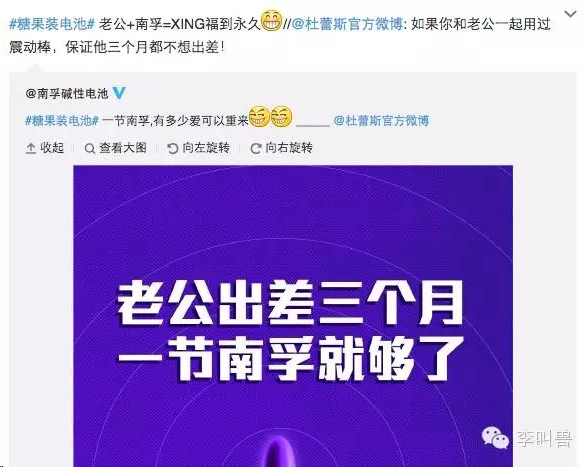 #糖果装电池# 老公+南孚=XING福到永久//@杜蕾斯官方微博: 如果你和老公一起用过
震动棒，保证他三个月都不想出差！
@南孚碱性电池
#糖果装电池# 一节南孚,有多少爱可以重来 ______ @杜蕾斯官方微博
收起 查看大图 向左旋转 向右旋转
老公出差三个月
一节南孚就够了
李叫兽